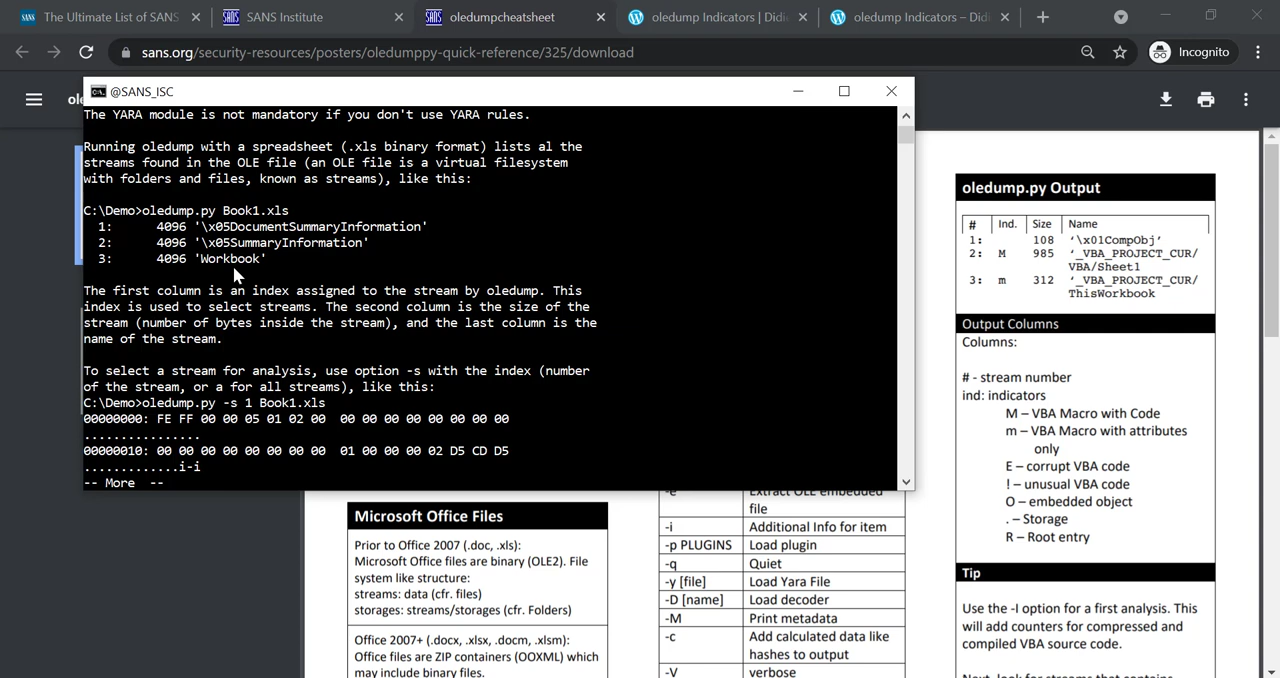 The Ultimate List of SANS
SANS Institute
oledumpcheatsheet
oledump Indicators | Didi
oledump Indicators – Didi
sans.org/security-resources/posters/oledumppy-quick-reference/325/download
Incognito
@SANS_ISC
The YARA module is not mandatory if you don't use YARA rules.
Running oledump with a spreadsheet (.xls binary format) lists al the
streams found in the OLE file (an OLE file is a virtual filesystem
with folders and files, known as streams), like this:
C:\Demo>oledump.py Book1.xls
1: 4096 '\x05DocumentSummaryInformation'
2: 4096 '\x05SummaryInformation'
3: 4096 'Workbook'
The first column is an index assigned to the stream by oledump. This
index is used to select streams. The second column is the size of the
stream (number of bytes inside the stream), and the last column is the
name of the stream.
To select a stream for analysis, use option -s with the index (number
of the stream, or a for all streams), like this:
C:\Demo>oledump.py -s 1 Book1.xls
00000000: FE FF 00 00 05 01 02 00  00 00 00 00 00 00 00 00
................
00000010: 00 00 00 00 00 00 00 00  01 00 00 00 02 D5 CD D5
.............i-i
-- More  --
Microsoft Office Files
Prior to Office 2007 (.doc, .xls):
Microsoft Office files are binary (OLE2). File
system like structure:
streams: data (cfr. files)
storages: streams/storages (cfr. Folders)
Office 2007+ (.docx, .xlsx, .docm, .xlsm):
Office files are ZIP containers (OOXML) which
may include binary files.
-e Extract OLE embedded
file
-i Additional Info for item
-p PLUGINS Load plugin
-q Quiet
-y [file] Load Yara File
-D [name] Load decoder
-M Print metadata
-c Add calculated data like
hashes to output
-V verbose
oledump.py Output
# Ind. Size Name
1: 108 '\x01CompObj'
2: M 985 '_VBA_PROJECT_CUR/
VBA/Sheet1
3: m 312 '_VBA_PROJECT_CUR/
ThisWorkbook
Output Columns
Columns:
# - stream number
ind: indicators
M – VBA Macro with Code
m – VBA Macro with attributes
only
E – corrupt VBA code
! – unusual VBA code
O – embedded object
. – Storage
R – Root entry
Tip
Use the -I option for a first analysis. This
will add counters for compressed and
compiled VBA source code.